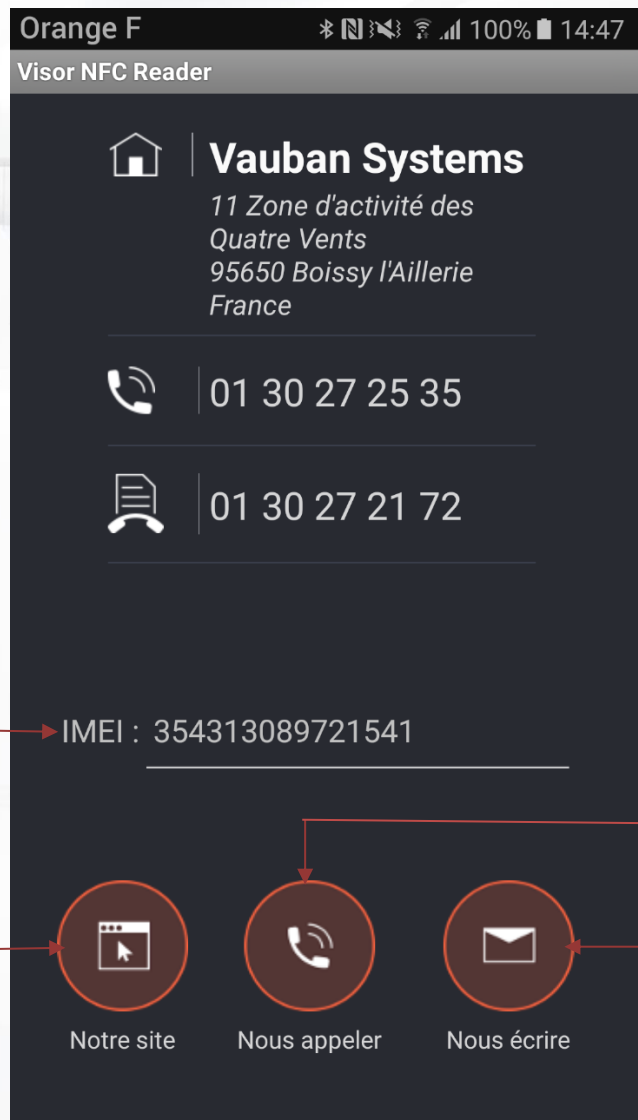 Orange F 100% 14:47
Visor NFC Reader
Vauban Systems
11 Zone d'activité des
Quatre Vents
95650 Boissy l'Aillerie
France
01 30 27 25 35
01 30 27 21 72
IMEI : 354313089721541
Notre site Nous appeler Nous écrire